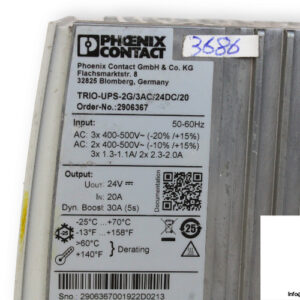 PHOENIX
CONTACT
3686
Phoenix Contact GmbH & Co. KG
Flachsmarktstr. 8
32825 Blomberg, Germany
TRIO-UPS-2G/3AC/24DC/20
Order-No.: 2906367
Input: 50-60Hz
AC: 3x 400-500V~ (-20% /+15%)
AC: 2x 400-500V~ (-10% /+15%)
3x 1.3-1.1A/ 2x 2.3-2.0A
Output:
UOUT: 24V
IN: 20A
Dyn. Boost: 30A (5s)
Documentation
-25°C ... +70°C
-13°F ... +158°F
>60°C
+140°F
Derating
25
Sno.: 2906367001922D0213